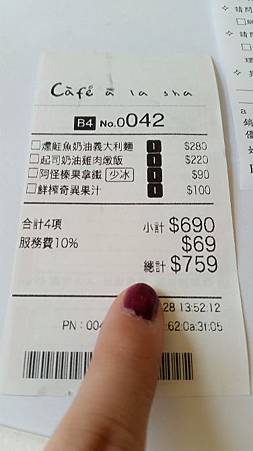 Café à la sha
B4 No.0042
□燻鮭魚奶油義大利麵 1 $280
□起司奶油雞肉燉飯 1 $220
□阿怪榛果拿鐵 少冰 1 $90
□鮮榨奇異果汁 1 $100
合計4項 小計 $690
服務費10% $69
總計 $759
28 13:52:12
PN : 004 62:0a:3f:05